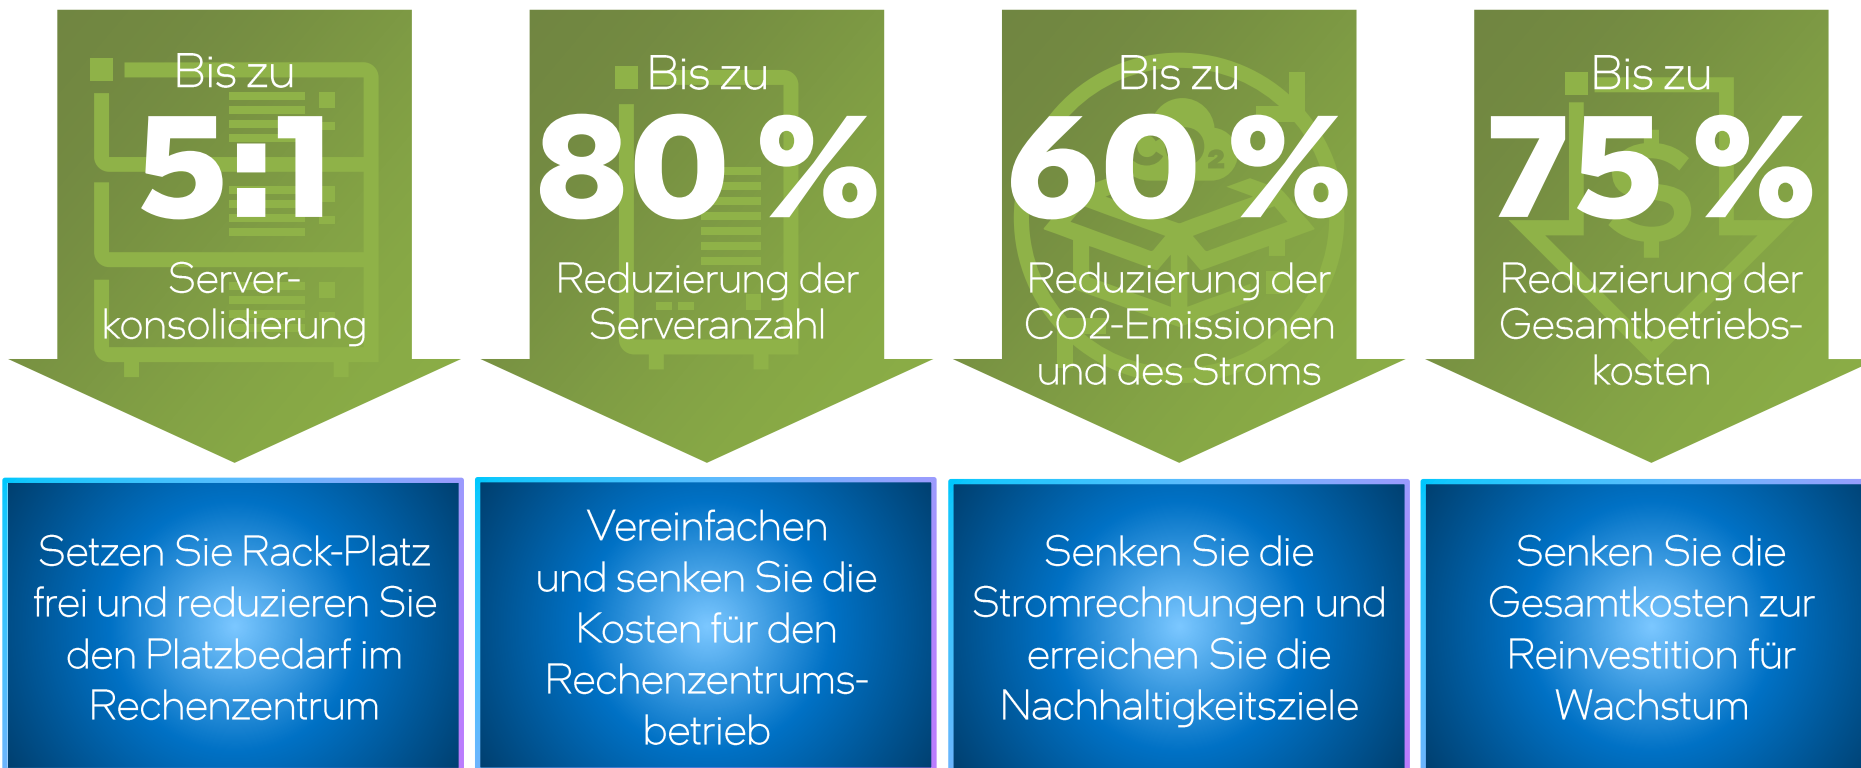 Bis zu
5:1
Server-
konsolidierung
Setzen Sie Rack-Platz
frei und reduzieren Sie
den Platzbedarf im
Rechenzentrum
Bis zu
80 %
Reduzierung der
Serveranzahl
Vereinfachen
und senken Sie die
Kosten für den
Rechenzentrums-
betrieb
Bis zu
60 %
CO2
Reduzierung der
CO2-Emissionen
und des Stroms
Senken Sie die
Stromrechnungen und
erreichen Sie die
Nachhaltigkeitsziele
Bis zu
75 %
$
Reduzierung der
Gesamtbetriebs-
kosten
Senken Sie die
Gesamtkosten zur
Reinvestition für
Wachstum